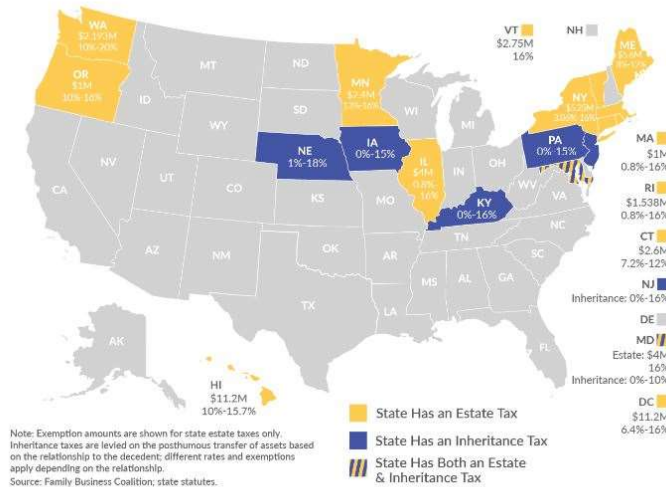 WA
$2.193M
10%-20%
OR
$1M
10%-16%
MT
ID
WY
NV
UT
CA
CO
AZ
NM
ND
SD
NE
1%-18%
KS
OK
TX
MN
$2.4M
13%-16%
IA
0%-15%
MO
AR
LA
WI
IL
$4M
0.8%
-16%
MI
IN
OH
KY
0%-16%
TN
MS
AL
GA
FL
SC
NC
VA
WV
PA
0%-15%
NY
ME
VT
$2.75M
16%
NH
MA
$1M
0.8%-16%
RI
$1.538M
0.8%-16%
CT
$2.6M
7.2%-12%
NJ
Inheritance: 0%-16%
DE
MD
Estate: $4M
16%
Inheritance: 0%-10%
DC
$11.2M
6.4%-16%
AK
HI
$11.2M
10%-15.7%
State Has an Estate Tax
State Has an Inheritance Tax
State Has Both an Estate
& Inheritance Tax
Note: Exemption amounts are shown for state estate taxes only.
Inheritance taxes are levied on the posthumous transfer of assets based
on the relationship to the decedent; different rates and exemptions
apply depending on the relationship.
Source: Family Business Coalition; state statutes.